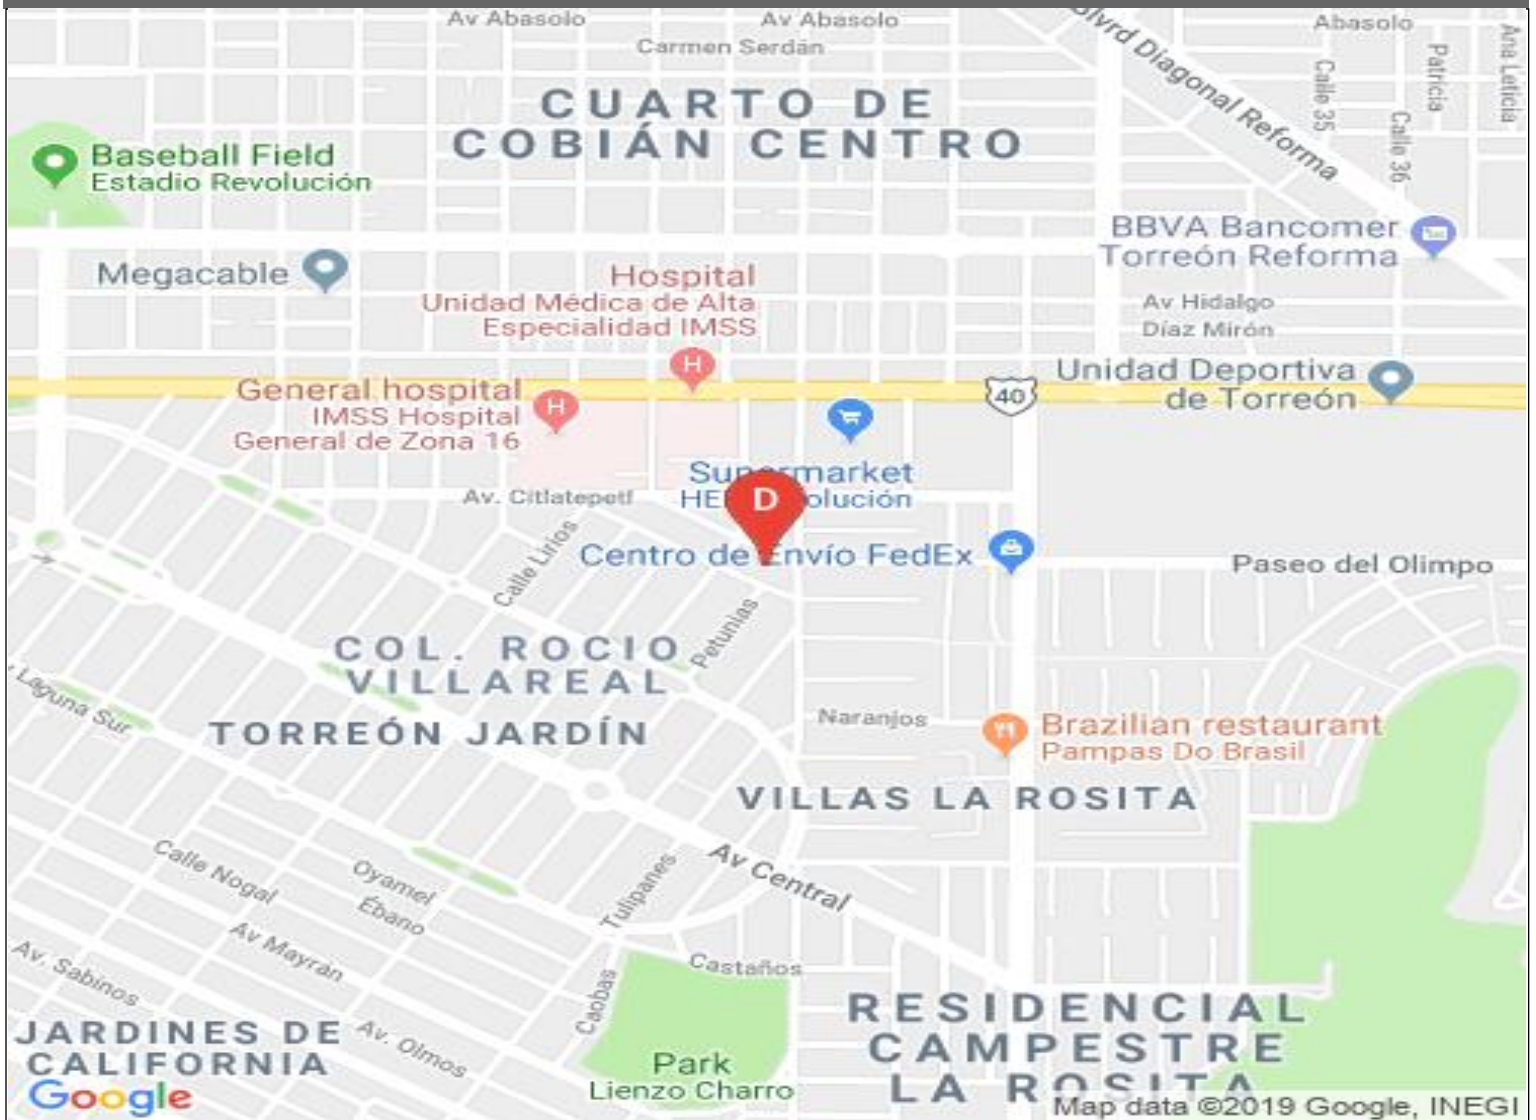 Av Abasolo
Av Abasolo
Abasolo
Carmen Serdán
Blvrd Diagonal Reforma
Calle 35
Patricia
Ana Leticia
Calle 36
CUARTO DE
COBIÁN CENTRO
Baseball Field
Estadio Revolución
BBVA Bancomer
Torreón Reforma
Megacable
Hospital
Unidad Médica de Alta
Especialidad IMSS
H
Av Hidalgo
Díaz Mirón
General hospital
IMSS Hospital
General de Zona 16
H
40
Unidad Deportiva
de Torreón
Av. Citlatepetl
D
Centro de Envío FedEx
Paseo del Olimpo
Calle Lirios
Petunias
COL. ROCIO
VILLAREAL
Laguna Sur
TORREÓN JARDÍN
Naranjos
Brazilian restaurant
Pampas Do Brasil
VILLAS LA ROSITA
Calle Nogal
Oyamel
Ébano
Tulipanes
Av Central
Av Mayrán
Av. Sabinos
Castaños
Caobas
JARDINES DE
CALIFORNIA
Av. Olmos
Park
Lienzo Charro
RESIDENCIAL
CAMPESTRE
LA ROSITA
Google
Map data ©2019 Google, INEGI